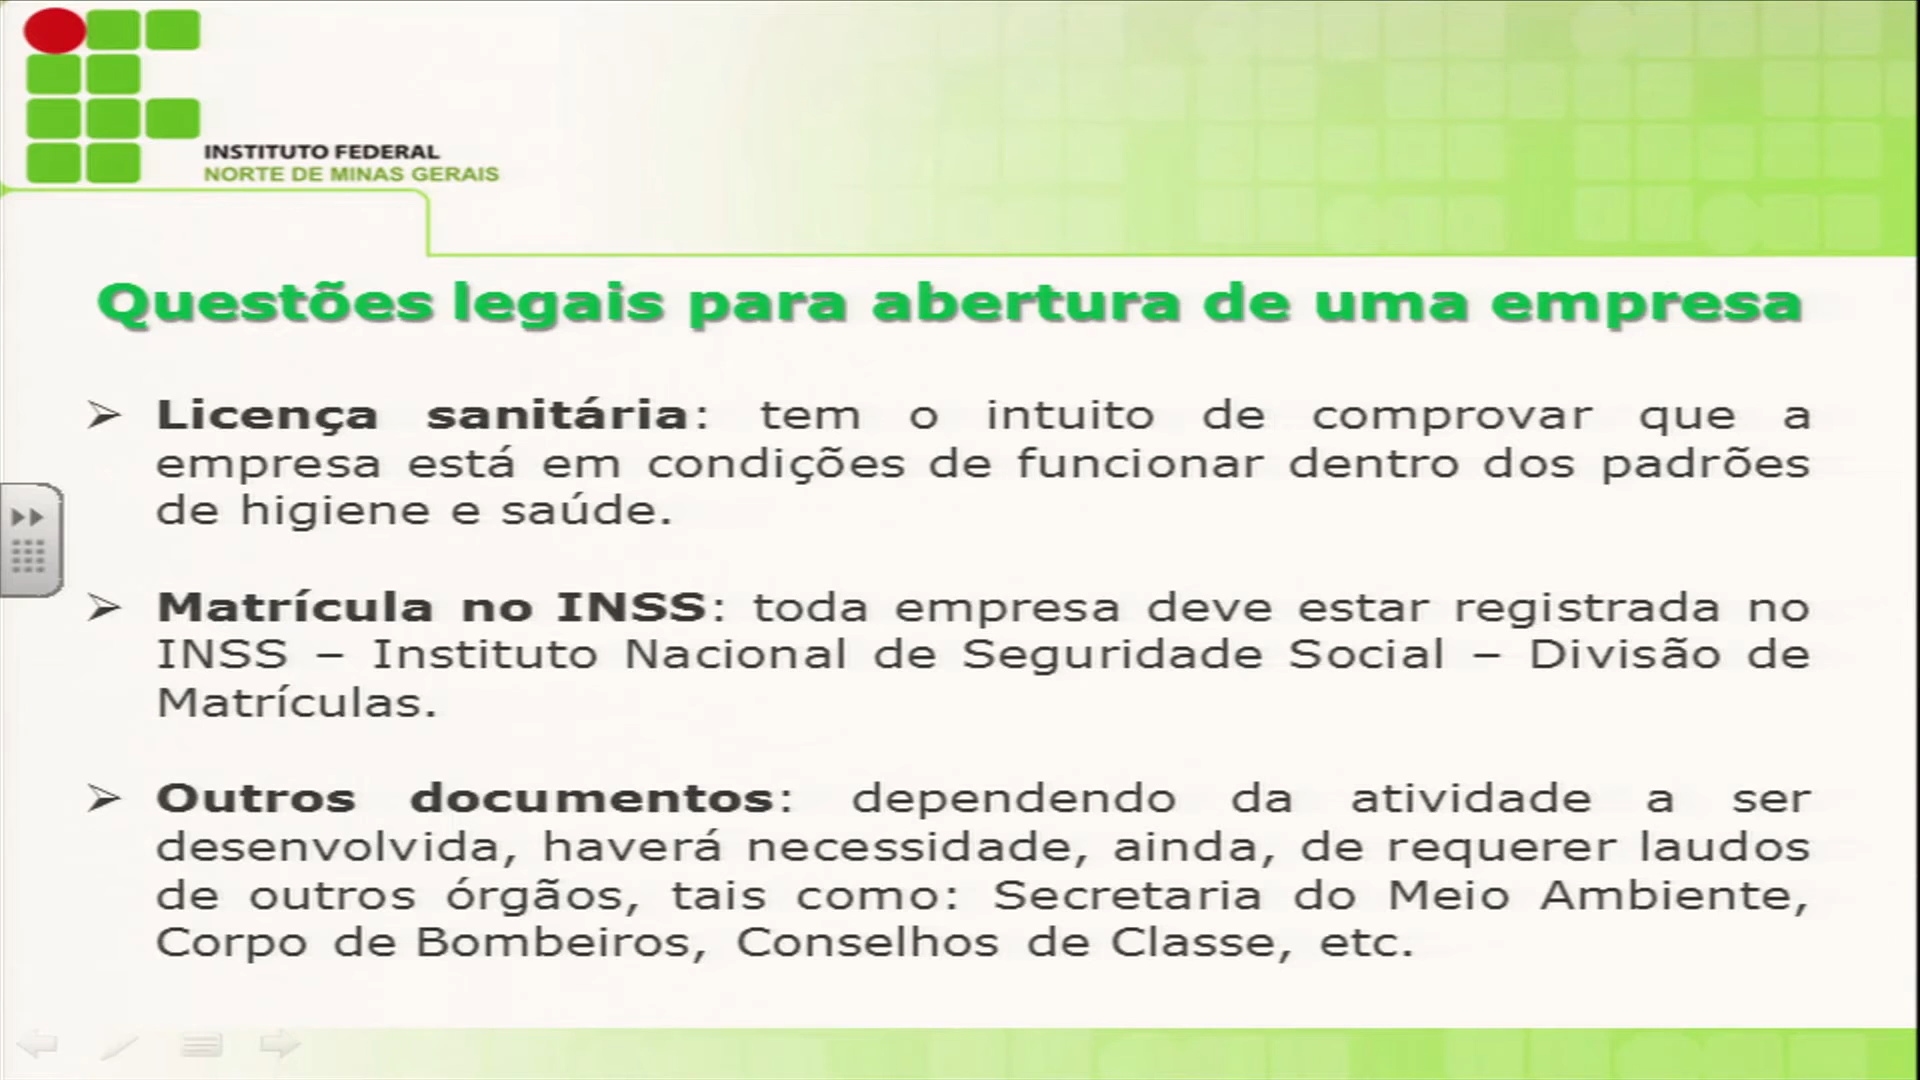 INSTITUTO FEDERAL
NORTE DE MINAS GERAIS
Questões legais para abertura de uma empresa
➢ Licença sanitária: tem o intuito de comprovar que a
empresa está em condições de funcionar dentro dos padrões
de higiene e saúde.
➢ Matrícula no INSS: toda empresa deve estar registrada no
INSS – Instituto Nacional de Seguridade Social – Divisão de
Matrículas.
➢ Outros documentos: dependendo da atividade a ser
desenvolvida, haverá necessidade, ainda, de requerer laudos
de outros órgãos, tais como: Secretaria do Meio Ambiente,
Corpo de Bombeiros, Conselhos de Classe, etc.